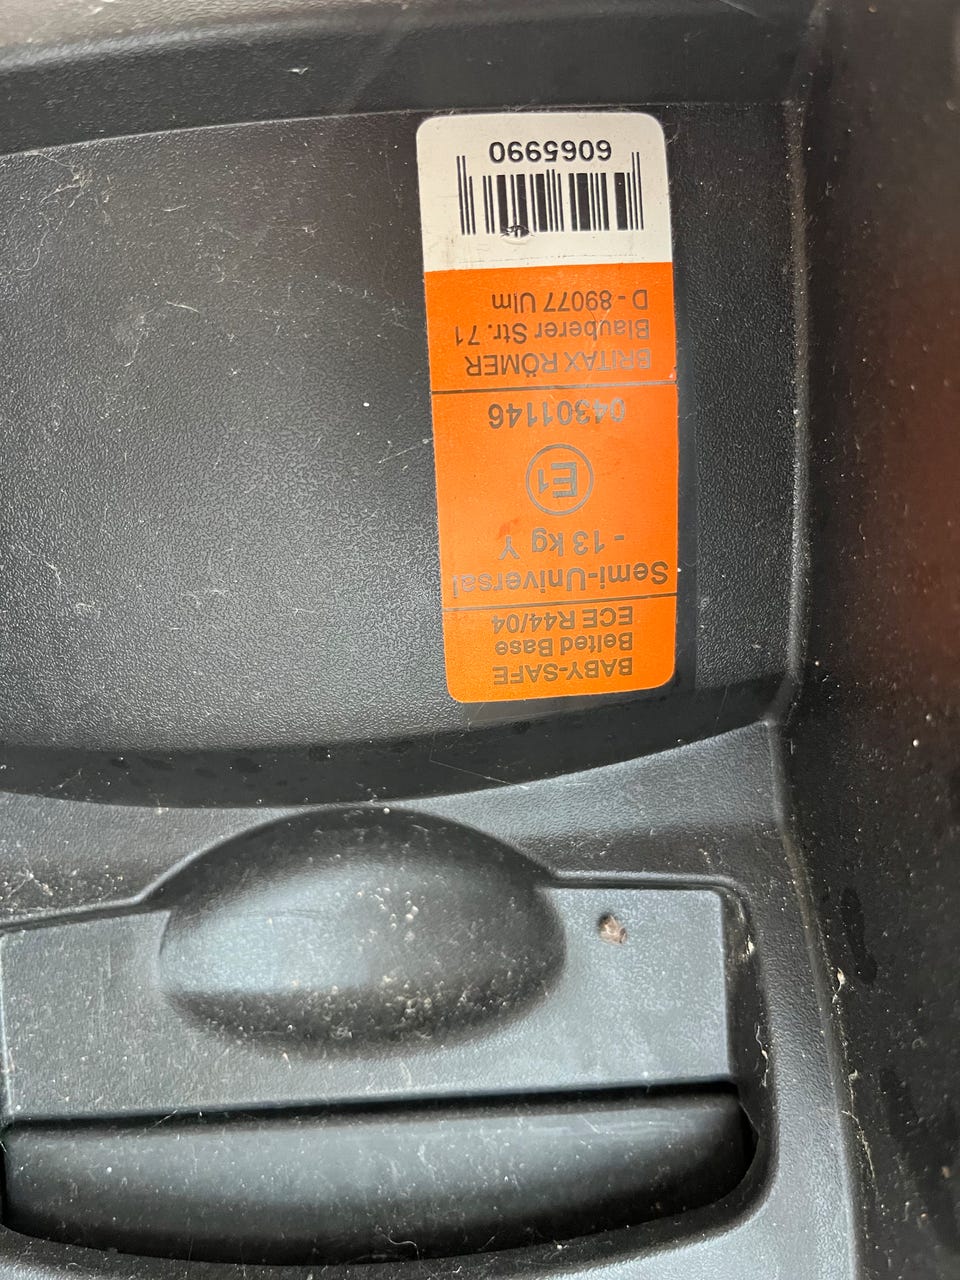 BABY-SAFE
Belted Base
ECE R44/04
Semi-Universal
- 13 kg Y
E1
04301146
BRITAX RÖMER
Blauberer Str. 71
D - 89077 Ulm
6065990